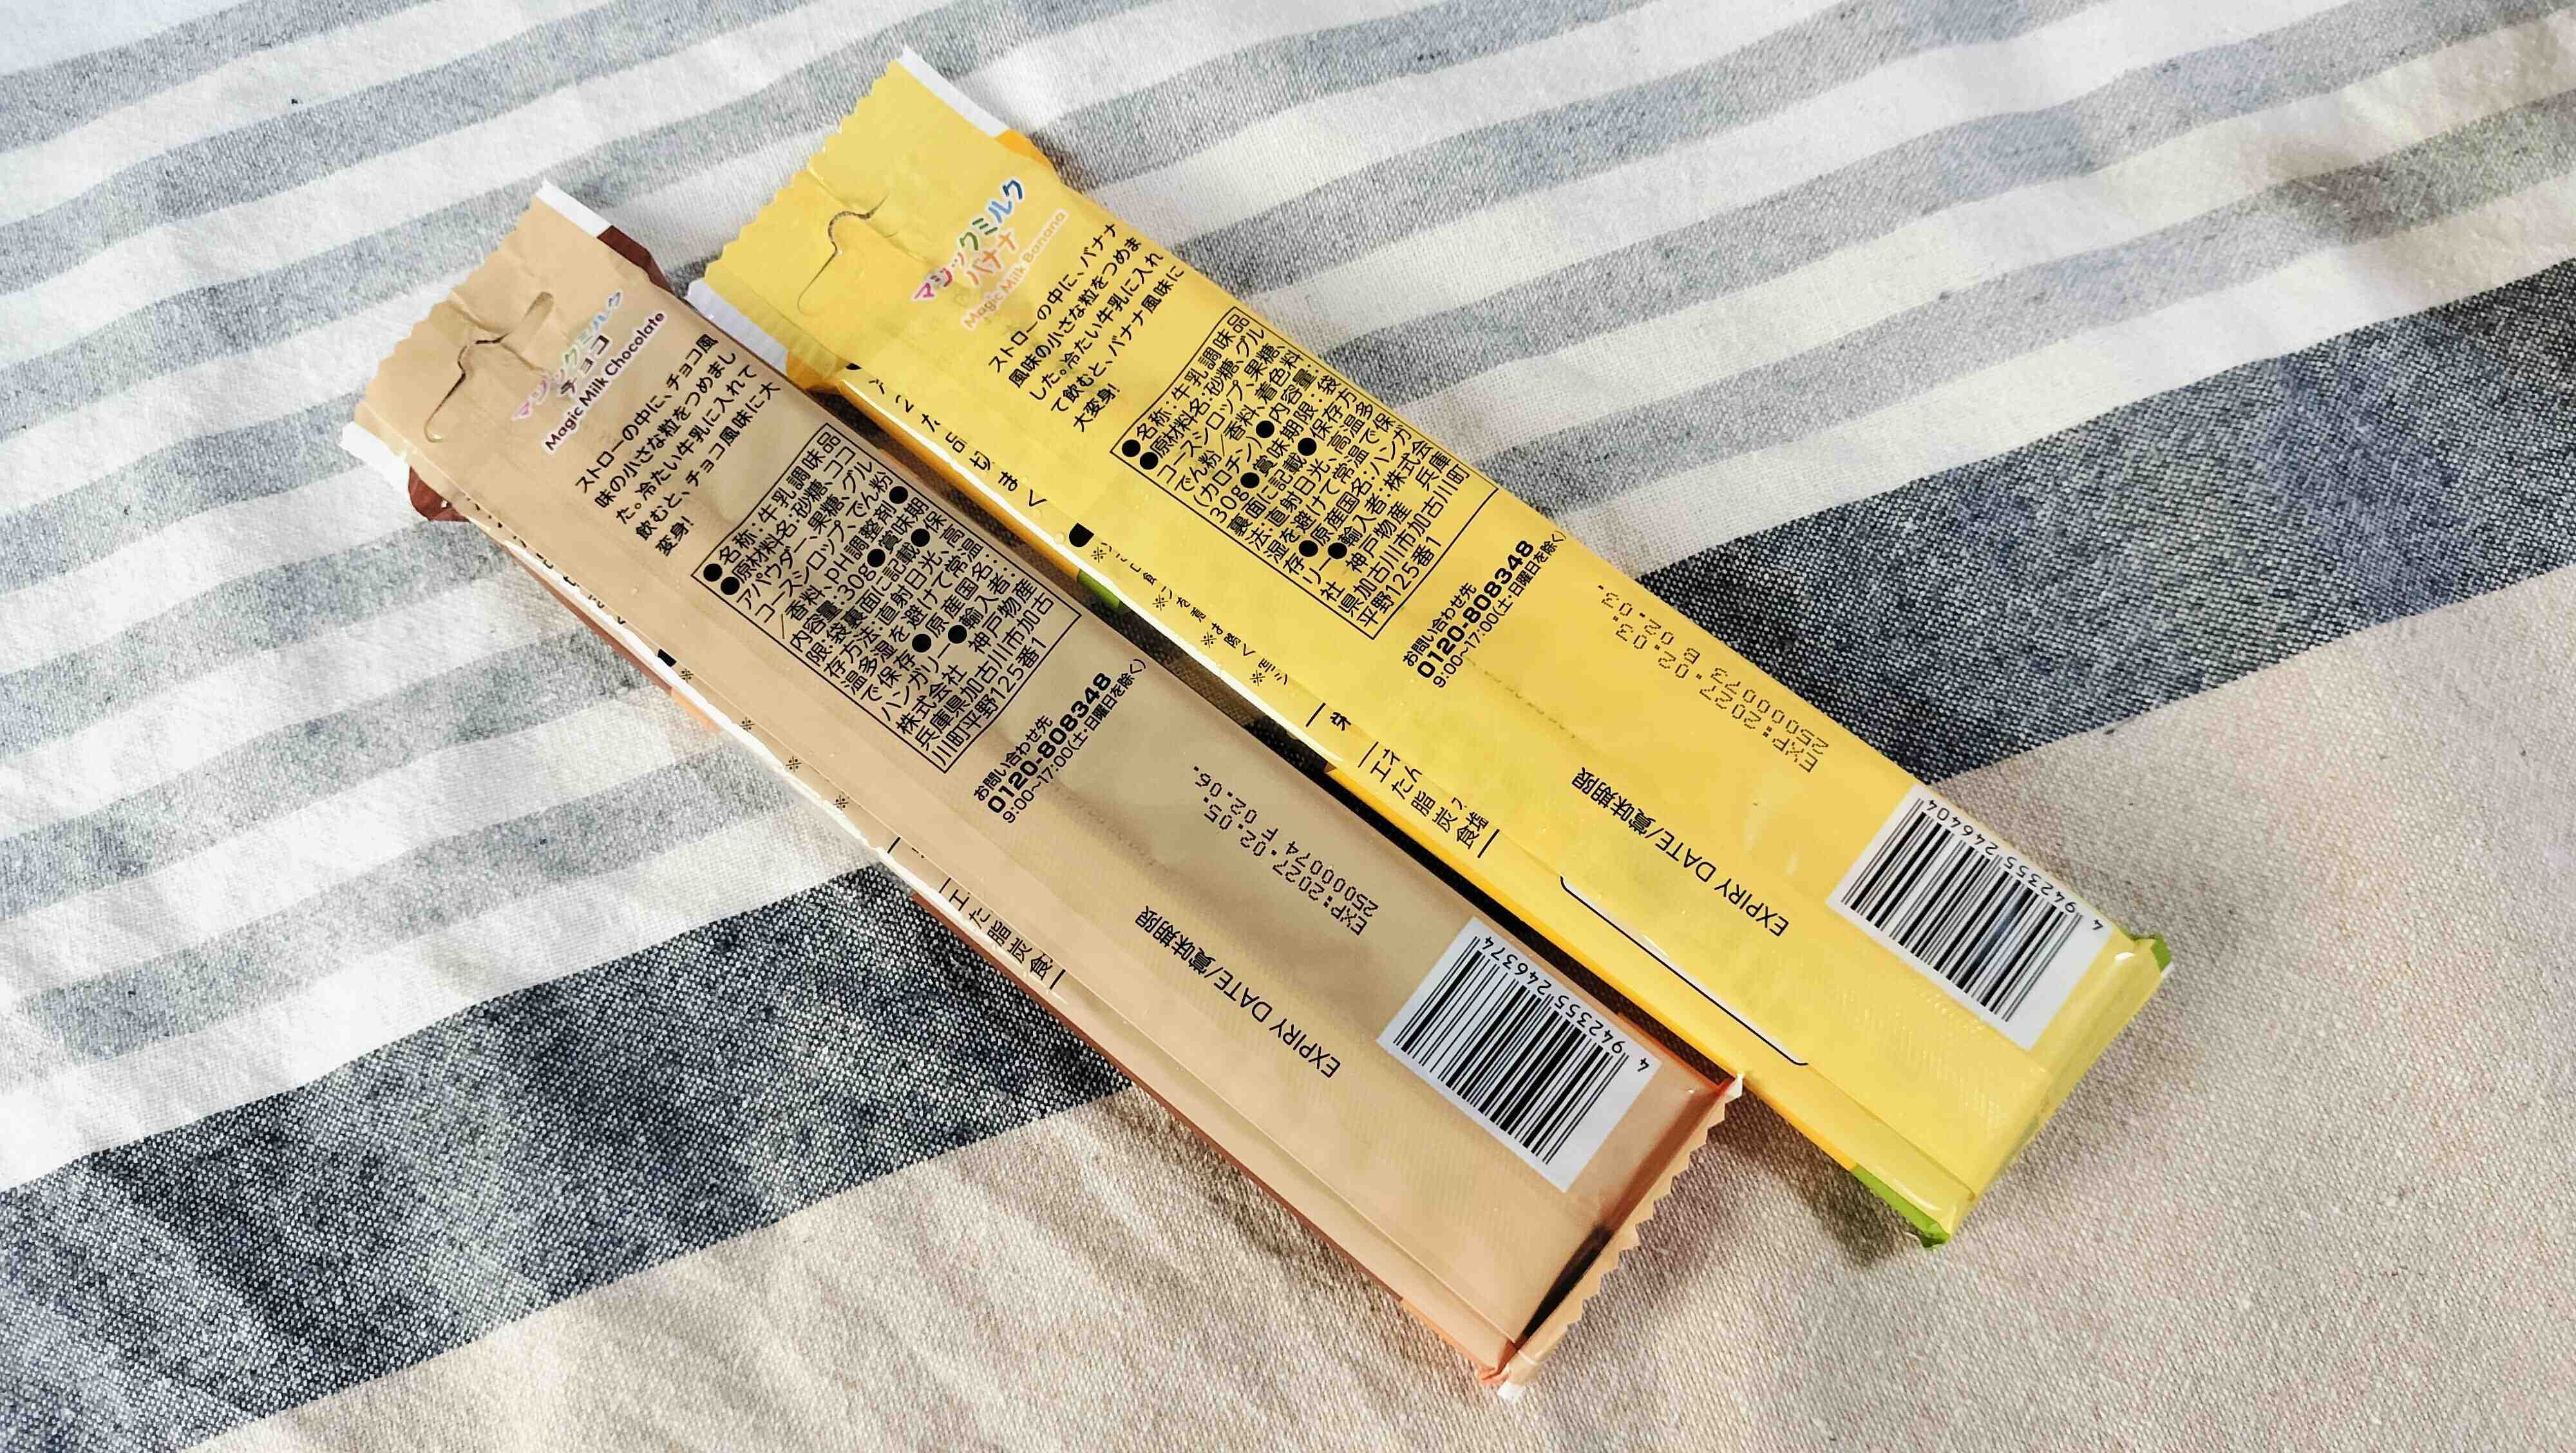 マジックミルク
チョコ
Magic Milk Chocolate
ストローの中に、チョコ風
味の小さな粒をつめまし
た。冷たい牛乳に入れて
飲むと、チョコ風味に大
変身!
●名称:牛乳調味品
●原材料名:砂糖、ココ
アパウダー、果糖、グル
コースシロップ、でん粉
/香料、pH調整剤●
内容量:30g●賞味期
限:袋裏面に記載●保
存方法:直射日光、高
温多湿を避けて常温
で保存●原産国名:
ハンガリー●輸入者:
株式会社 神戸物産
兵庫県加古川市加古
川町平野125番1
お問い合わせ先
0120-808348
9:00~17:00(土・日曜日を除く)
EXP:2027.02.05.
25000074 TF 02.06.
EXPIRY DATE/賞味期限
4 942355 246374
マジックミルク
バナナ
Magic Milk Banana
ストローの中に、バナナ
風味の小さな粒をつめま
した。冷たい牛乳に入れ
て飲むと、バナナ風味に
大変身!
●名称:牛乳調味品
●原材料名:砂糖、グル
コースシロップ、果糖、
でん粉/香料、着色料
(カロチン)●内容量:
30g●賞味期限:袋
裏面に記載●保存方
法:直射日光、高温多
湿を避けて常温で保
存●原産国名:ハンガ
リー●輸入者:株式会
社 神戸物産 兵庫
県加古川市加古川町
平野125番1
お問い合わせ先
0120-808348
9:00~17:00(土・日曜日を除く)
EXP:2027.02.03.
EXPIRY DATE/賞味期限
4 942355 246404